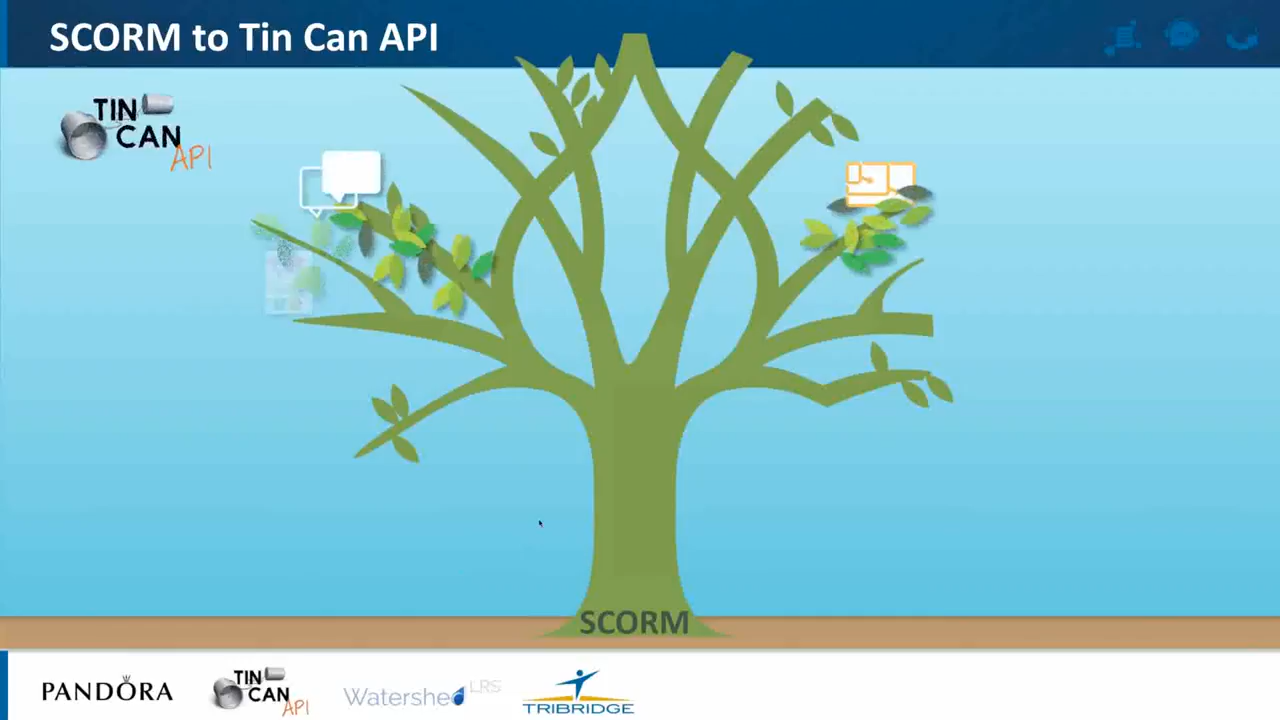 SCORM to Tin Can API
TIN
CAN
API
SCORM
PANDORA
TIN
CAN
API
Watershed LRS
TRIBRIDGE